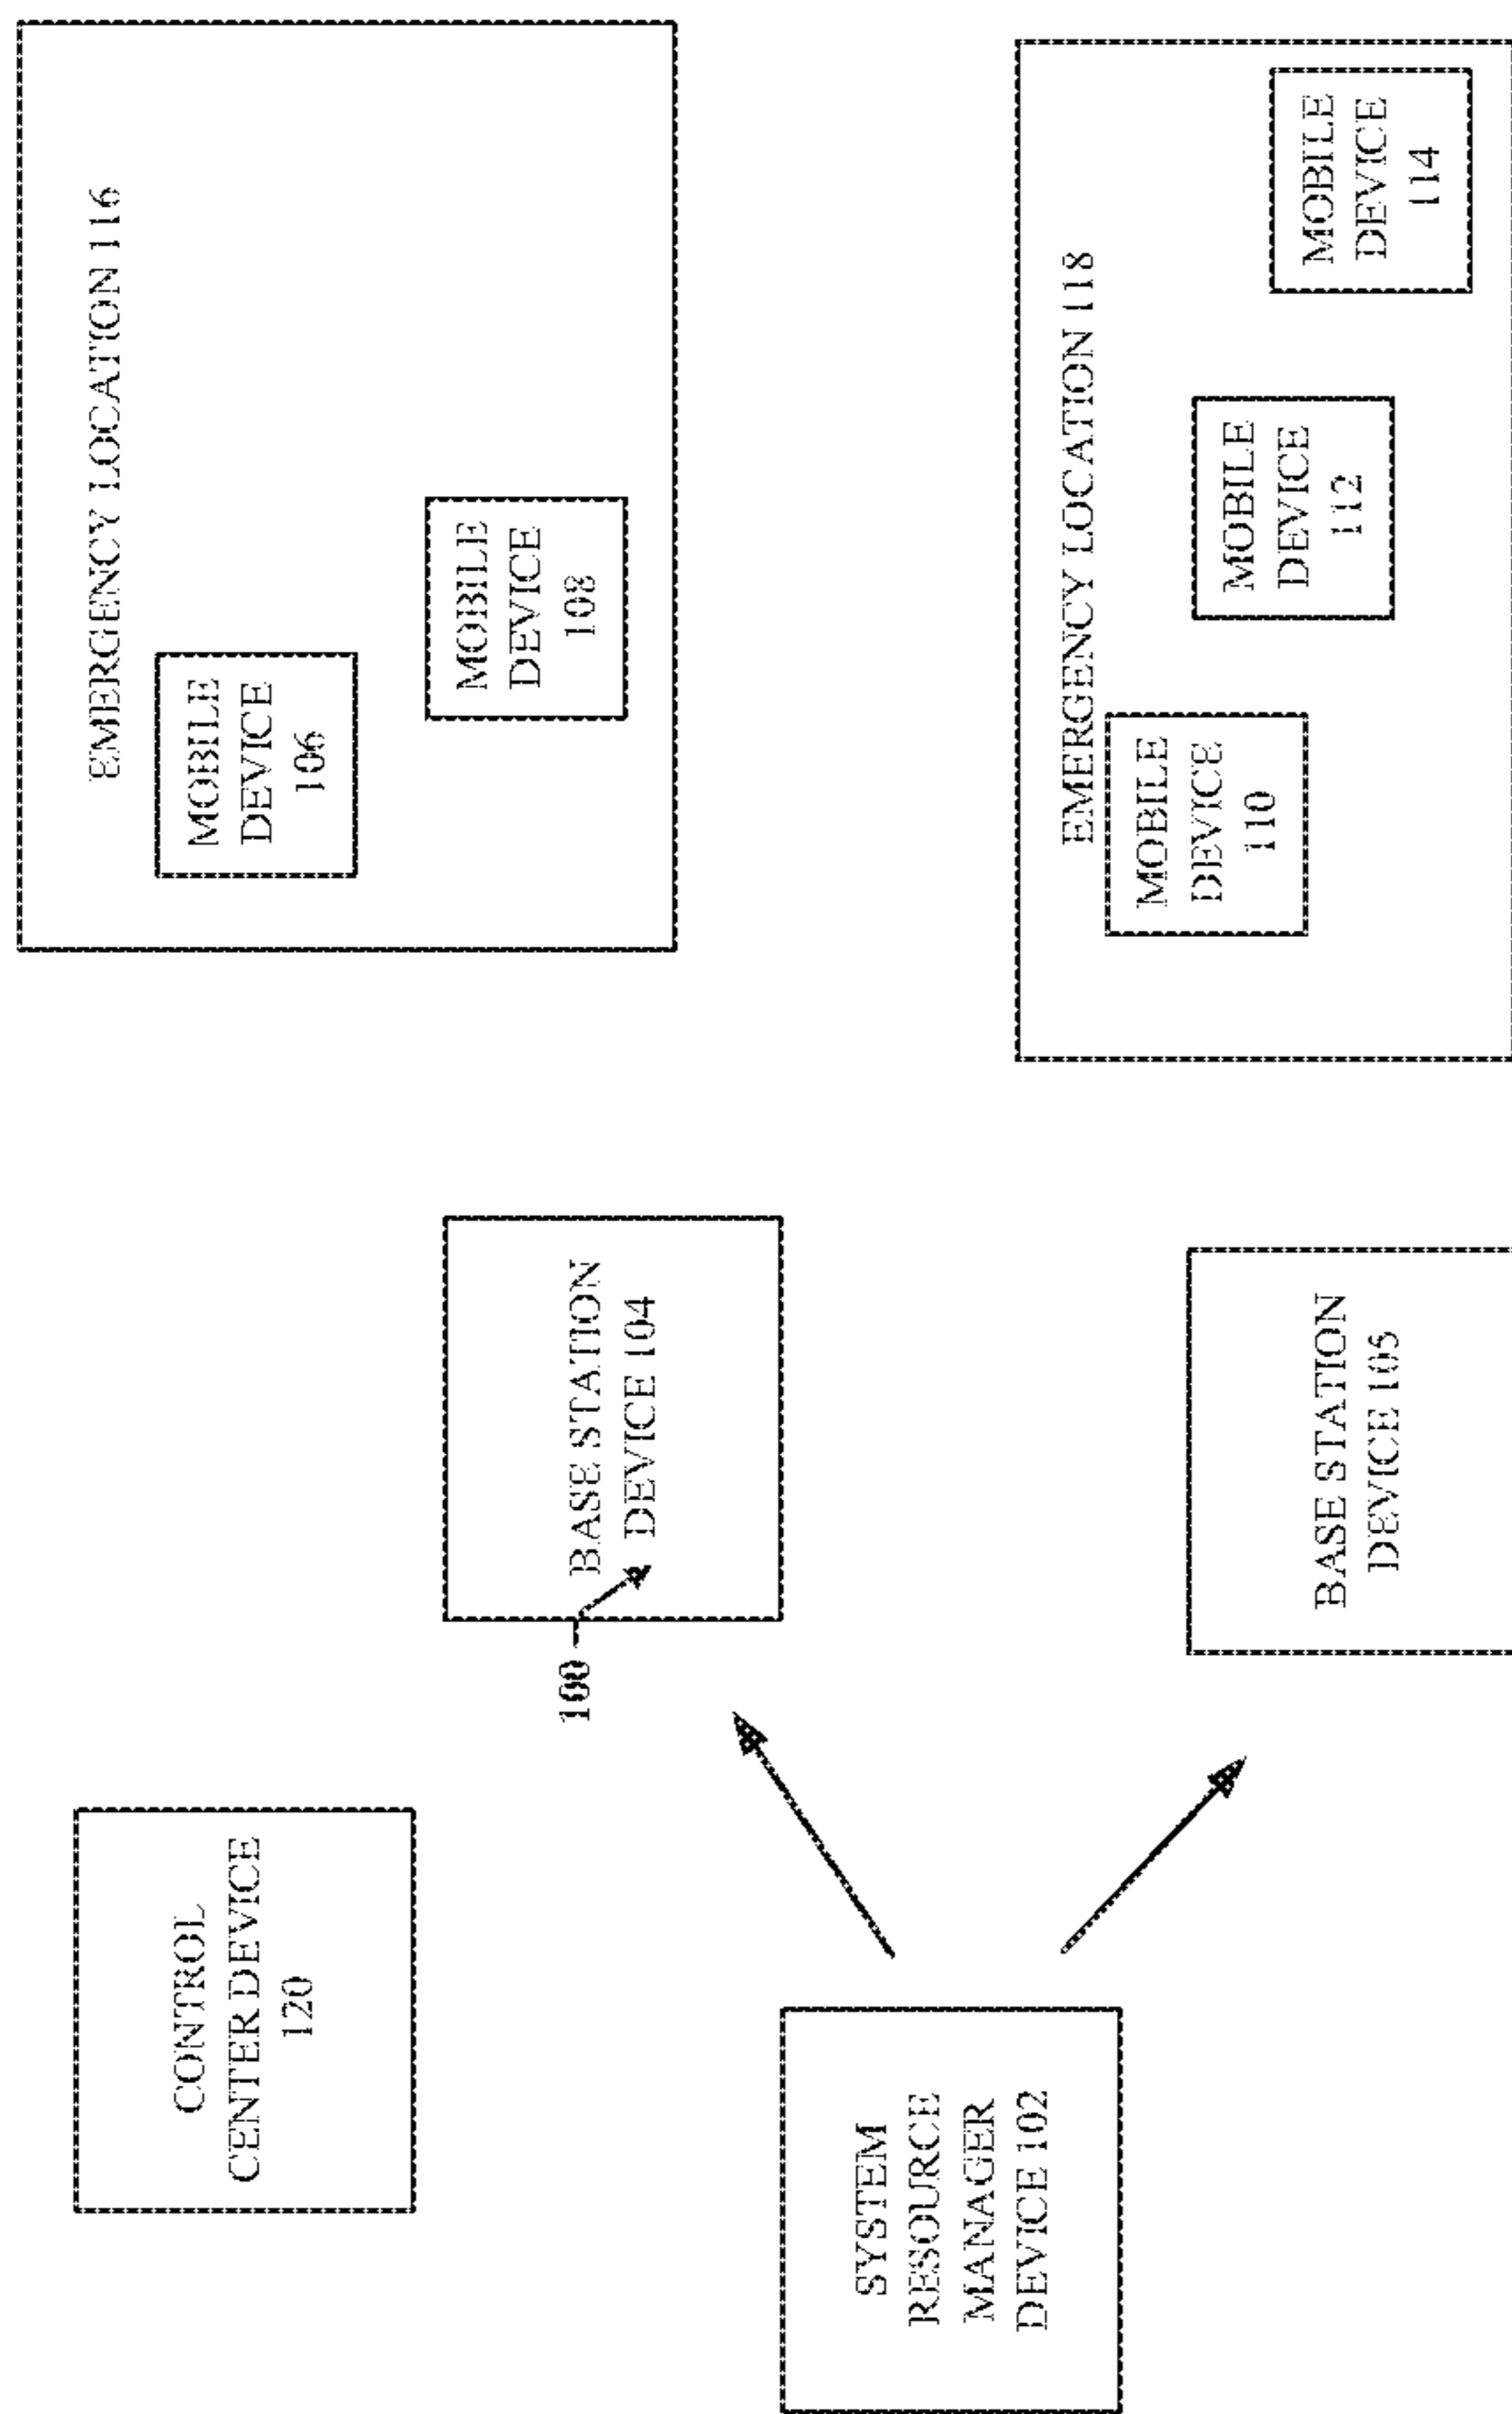 CONTROL
CENTER DEVICE
120
SYSTEM
RESOURCE
MANAGER
DEVICE 102
100
BASE STATION
DEVICE 104
BASE STATION
DEVICE 105
EMERGENCY LOCATION 116
MOBILE
DEVICE
106
MOBILE
DEVICE
108
EMERGENCY LOCATION 118
MOBILE
DEVICE
110
MOBILE
DEVICE
112
MOBILE
DEVICE
114